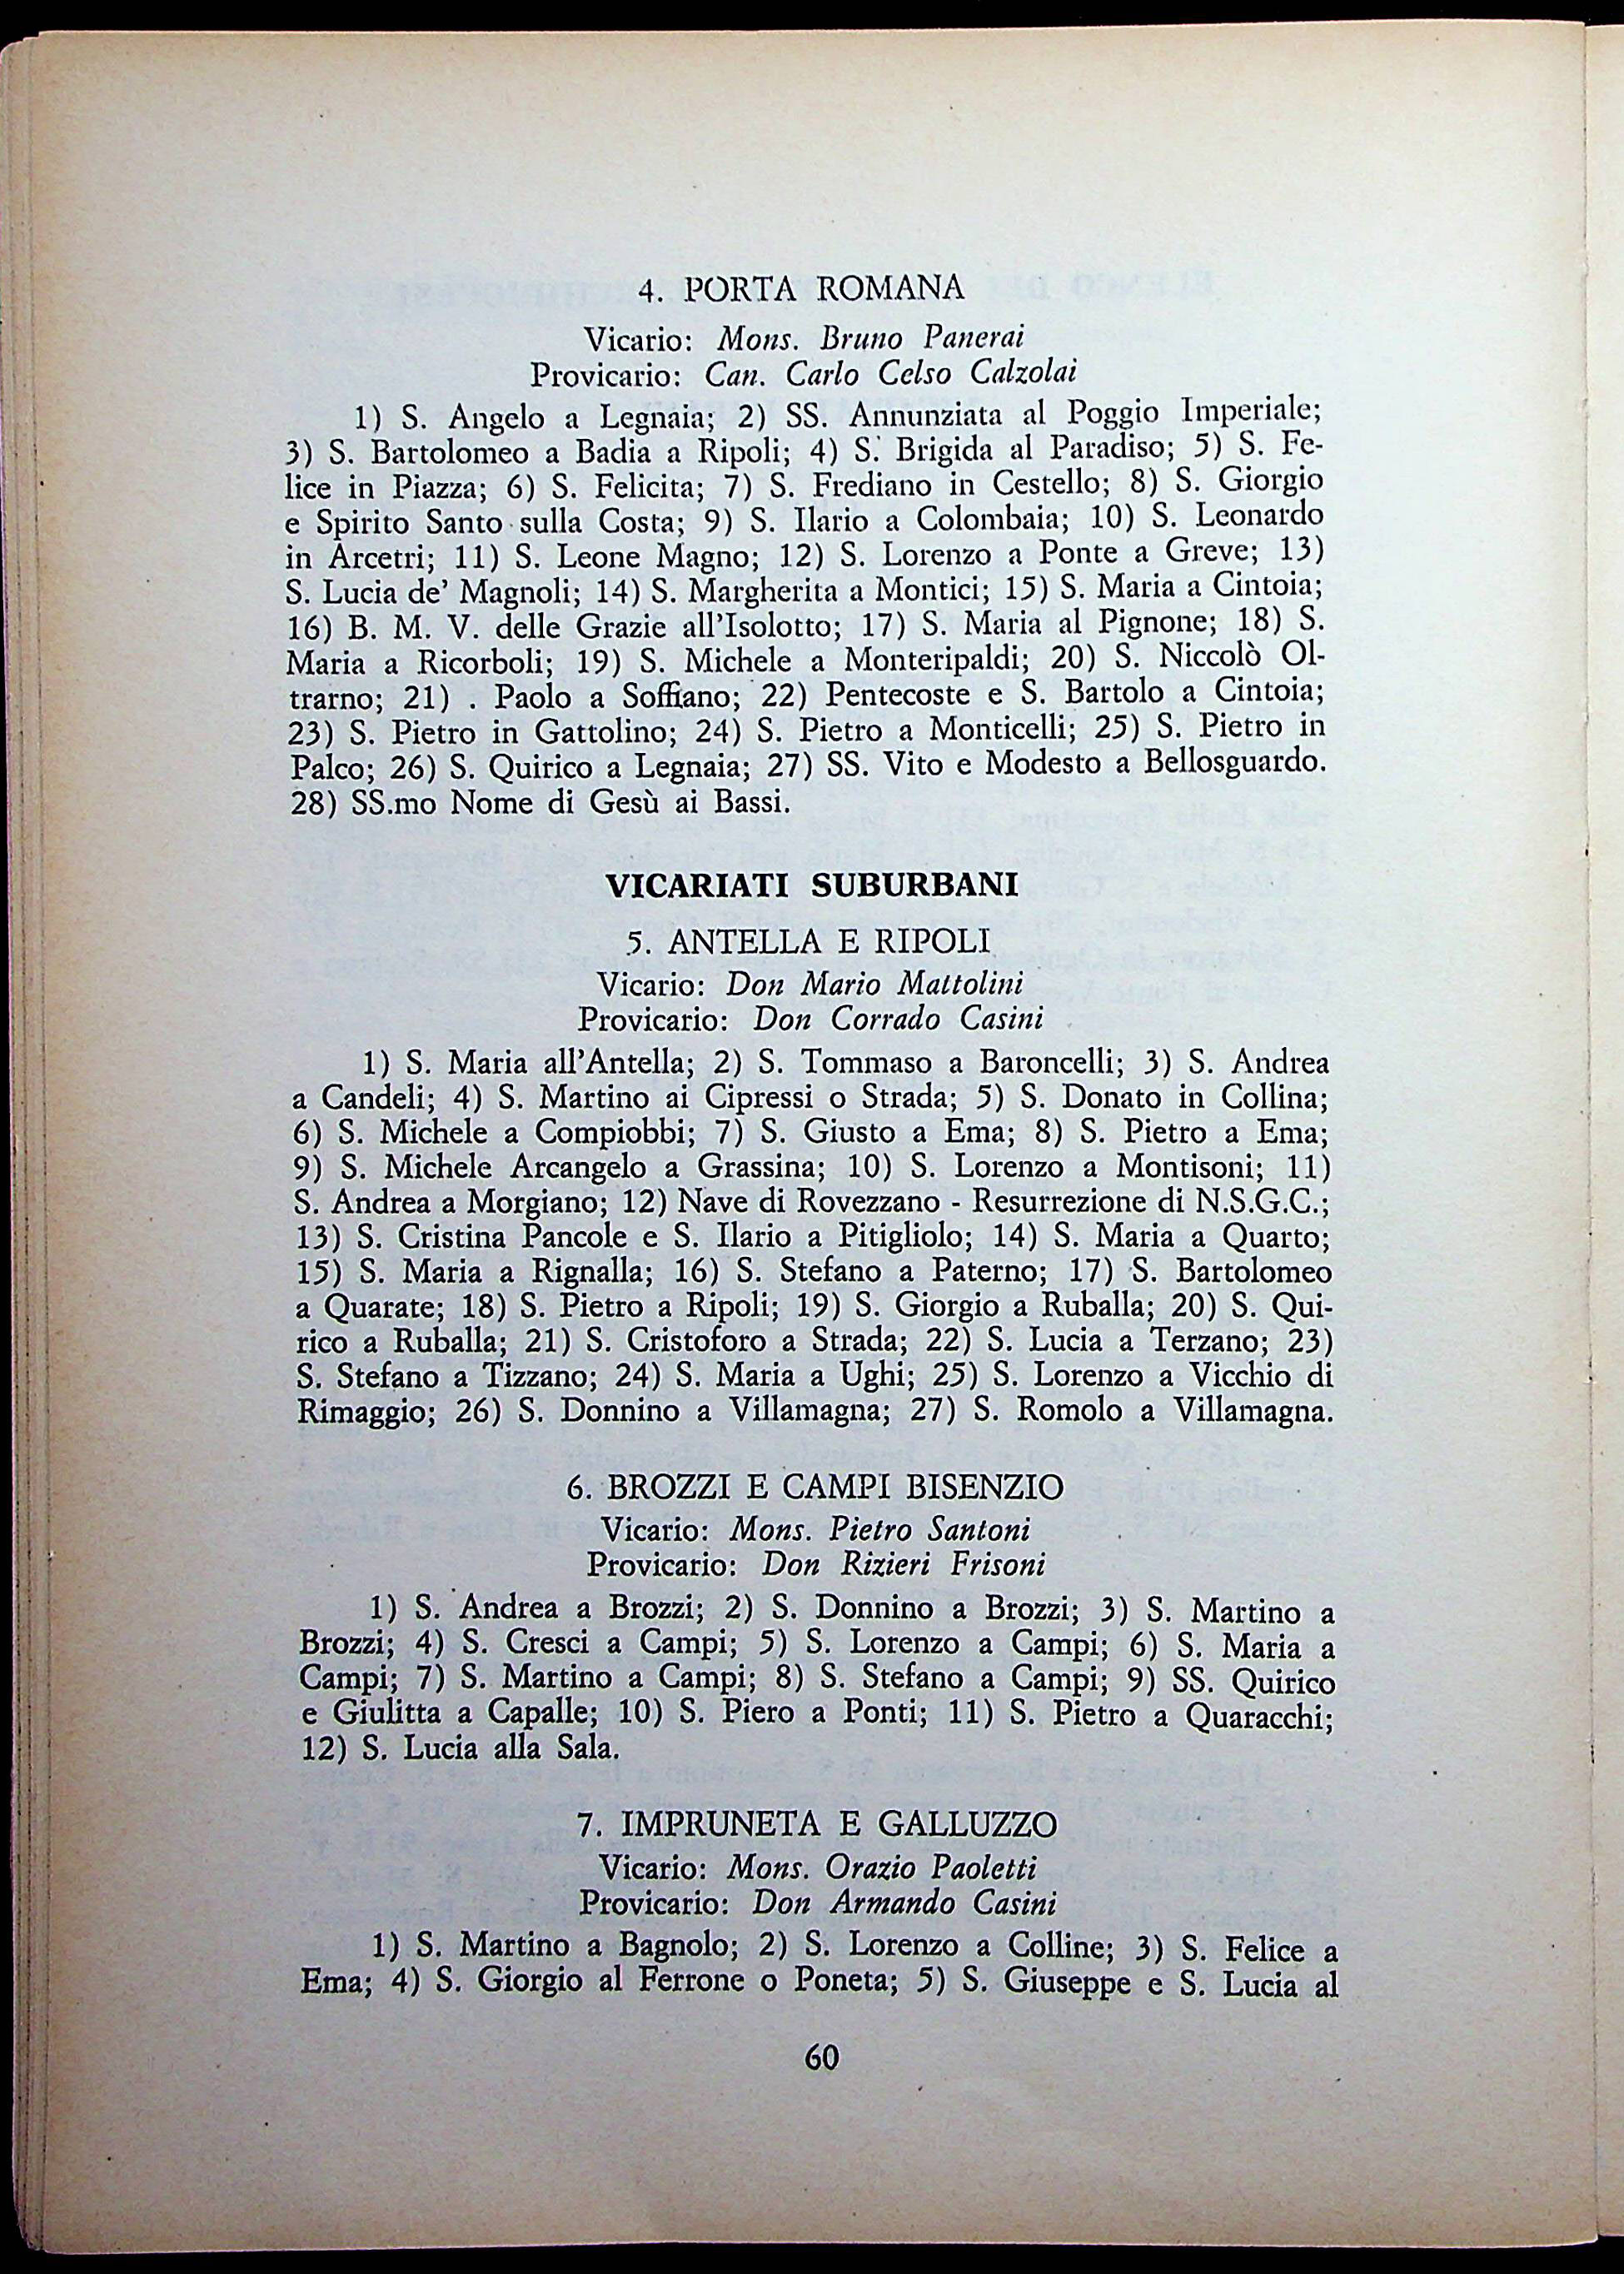 4. PORTA ROMANA
Vicario: Mons. Bruno Panerai
Provicario: Can. Carlo Celso Calzolai
1) S. Angelo a Legnaia; 2) SS. Annunziata al Poggio Imperiale;
3) S. Bartolomeo a Badia a Ripoli; 4) S. Brigida al Paradiso; 5) S. Fe-
lice in Piazza; 6) S. Felicita; 7) S. Frediano in Cestello; 8) S. Giorgio
e Spirito Santo sulla Costa; 9) S. Ilario a Colombaia; 10) S. Leonardo
in Arcetri; 11) S. Leone Magno; 12) S. Lorenzo a Ponte a Greve; 13)
S. Lucia de' Magnoli; 14) S. Margherita a Montici; 15) S. Maria a Cintoia;
16) B. M. V. delle Grazie all'Isolotto; 17) S. Maria al Pignone; 18) S.
Maria a Ricorboli; 19) S. Michele a Monteripaldi; 20) S. Niccolò Ol-
trarno; 21) . Paolo a Soffiano; 22) Pentecoste e S. Bartolo a Cintoia;
23) S. Pietro in Gattolino; 24) S. Pietro a Monticelli; 25) S. Pietro in
Palco; 26) S. Quirico a Legnaia; 27) SS. Vito e Modesto a Bellosguardo.
28) SS.mo Nome di Gesù ai Bassi.
VICARIATI SUBURBANI
5. ANTELLA E RIPOLI
Vicario: Don Mario Mattolini
Provicario: Don Corrado Casini
1) S. Maria all'Antella; 2) S. Tommaso a Baroncelli; 3) S. Andrea
a Candeli; 4) S. Martino ai Cipressi o Strada; 5) S. Donato in Collina;
6) S. Michele a Compiobbi; 7) S. Giusto a Ema; 8) S. Pietro a Ema;
9) S. Michele Arcangelo a Grassina; 10) S. Lorenzo a Montisoni; 11)
S. Andrea a Morgiano; 12) Nave di Rovezzano - Resurrezione di N.S.G.C.;
13) S. Cristina Pancole e S. Ilario a Pitigliolo; 14) S. Maria a Quarto;
15) S. Maria a Rignalla; 16) S. Stefano a Paterno; 17) S. Bartolomeo
a Quarate; 18) S. Pietro a Ripoli; 19) S. Giorgio a Ruballa; 20) S. Qui-
rico a Ruballa; 21) S. Cristoforo a Strada; 22) S. Lucia a Terzano; 23)
S. Stefano a Tizzano; 24) S. Maria a Ughi; 25) S. Lorenzo a Vicchio di
Rimaggio; 26) S. Donnino a Villamagna; 27) S. Romolo a Villamagna.
6. BROZZI E CAMPI BISENZIO
Vicario: Mons. Pietro Santoni
Provicario: Don Rizieri Frisoni
1) S. Andrea a Brozzi; 2) S. Donnino a Brozzi; 3) S. Martino a
Brozzi; 4) S. Cresci a Campi; 5) S. Lorenzo a Campi; 6) S. Maria a
Campi; 7) S. Martino a Campi; 8) S. Stefano a Campi; 9) SS. Quirico
e Giulitta a Capalle; 10) S. Piero a Ponti; 11) S. Pietro a Quaracchi;
12) S. Lucia alla Sala.
7. IMPRUNETA E GALLUZZO
Vicario: Mons. Orazio Paoletti
Provicario: Don Armando Casini
1) S. Martino a Bagnolo; 2) S. Lorenzo a Colline; 3) S. Felice a
Ema; 4) S. Giorgio al Ferrone o Poneta; 5) S. Giuseppe e S. Lucia al
60